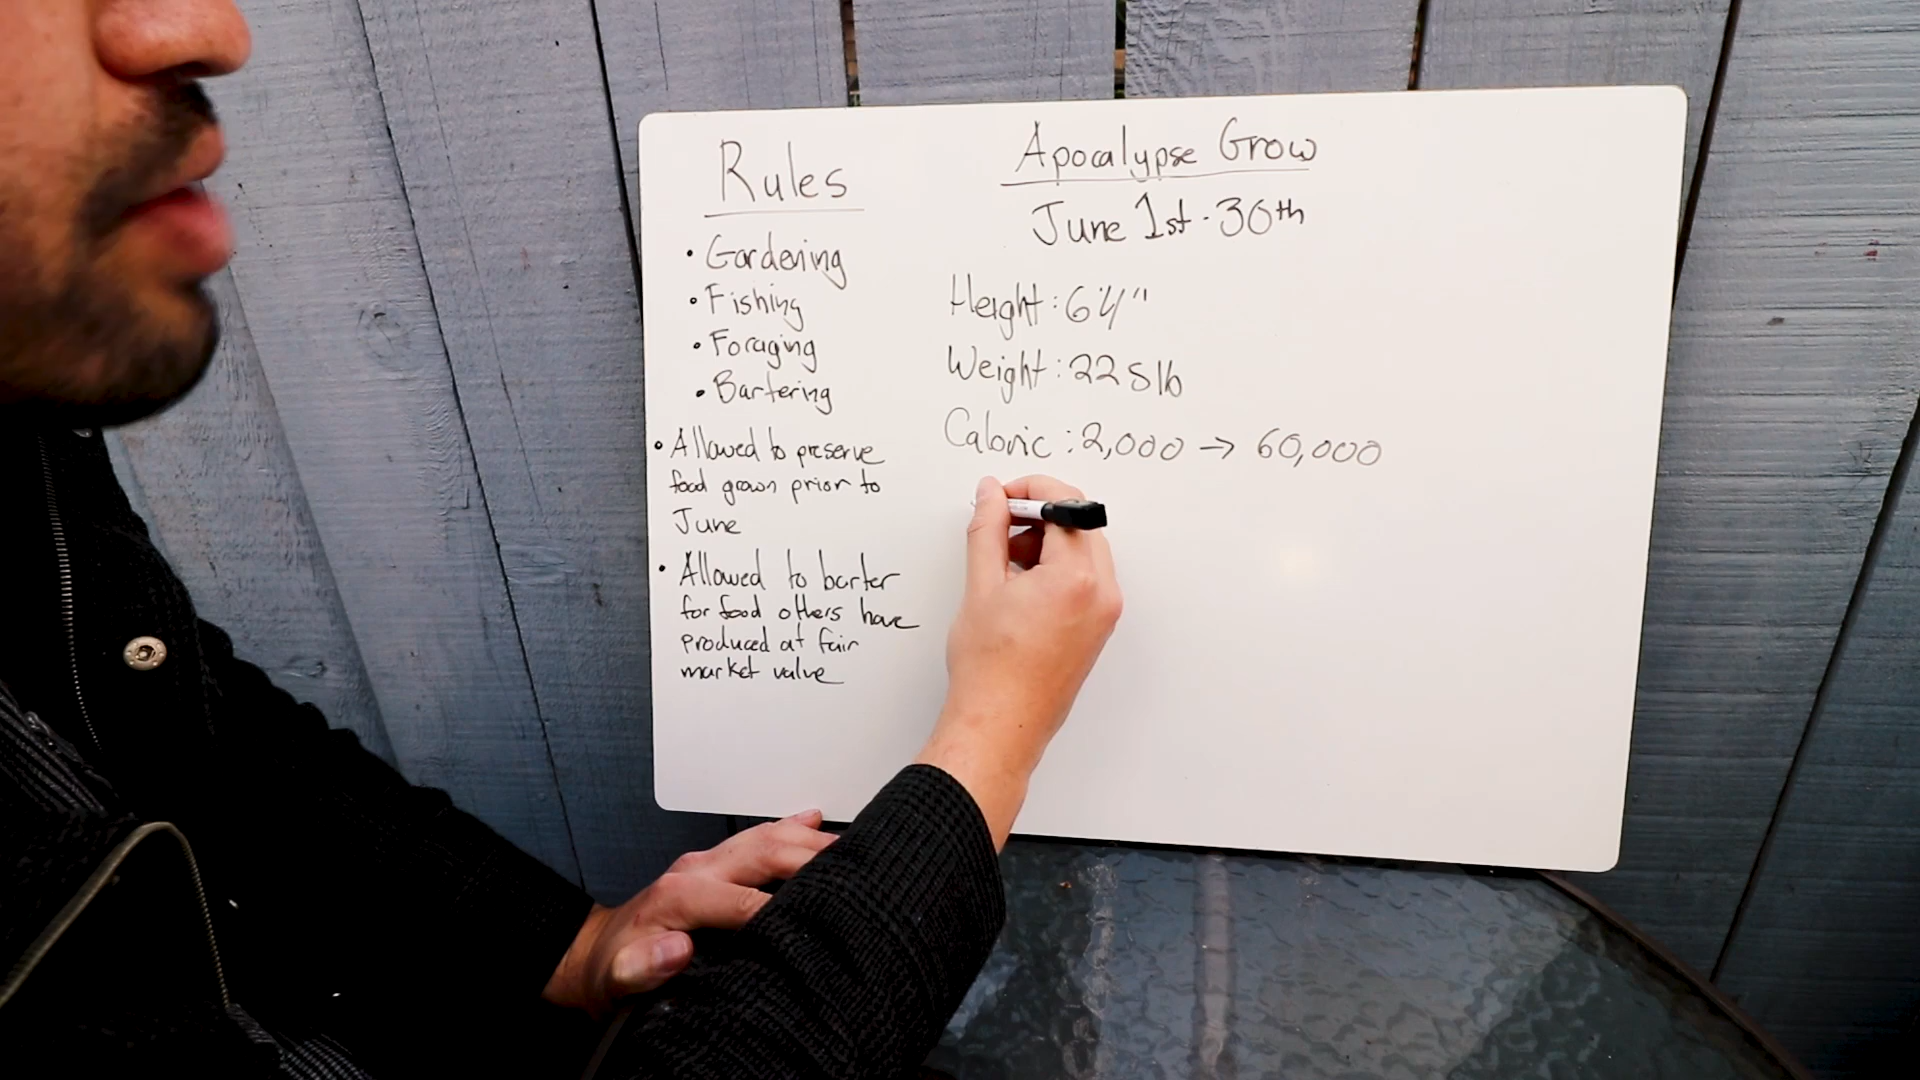 Rules
• Gardening
• Fishing
• Foraging
• Bartering
• Allowed to preserve
food grown prior to
June
• Allowed to barter
for food others have
produced at fair
market value
Apocalypse Grow
June 1st - 30th
Height: 6'4"
Weight: 225lb
Caloric: 2,000 → 60,000